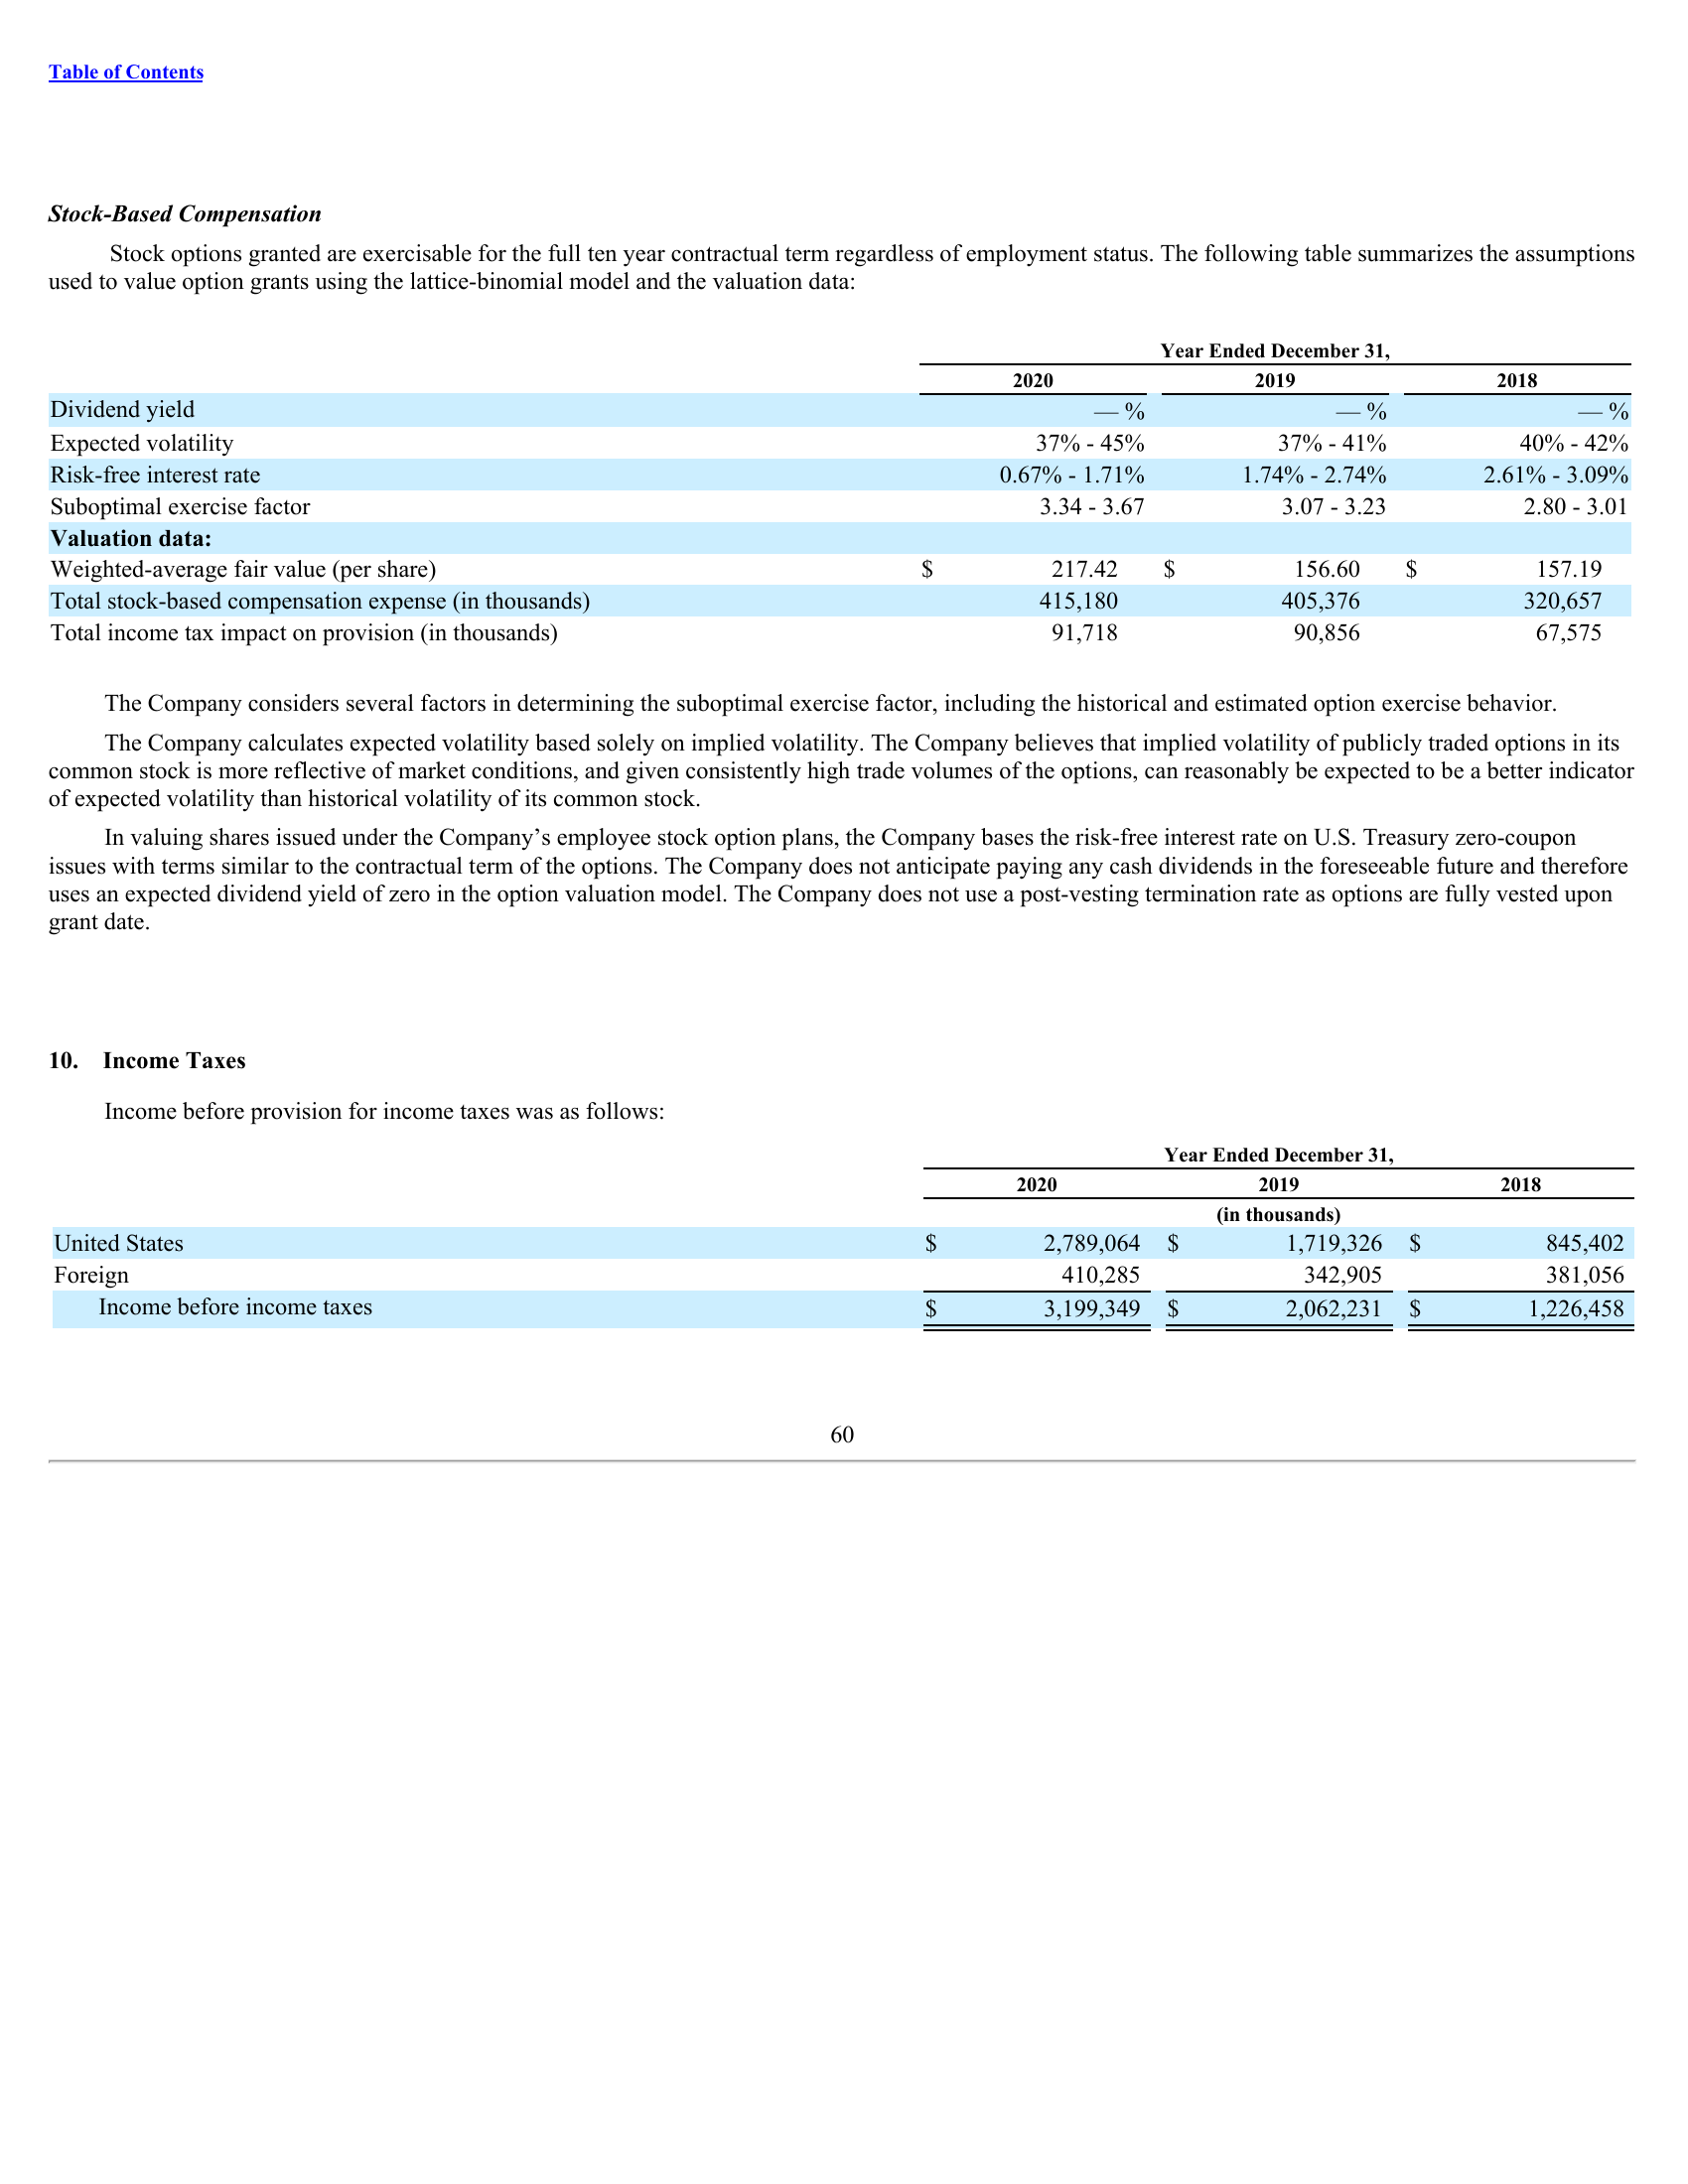 Table of Contents
Stock-Based Compensation
Stock options granted are exercisable for the full ten year contractual term regardless of employment status. The following table summarizes the assumptions
used to value option grants using the lattice-binomial model and the valuation data:
Year Ended December 31,
2020 2019 2018
Dividend yield — % — % — %
Expected volatility 37% - 45% 37% - 41% 40% - 42%
Risk-free interest rate 0.67% - 1.71% 1.74% - 2.74% 2.61% - 3.09%
Suboptimal exercise factor 3.34 - 3.67 3.07 - 3.23 2.80 - 3.01
Valuation data:
Weighted-average fair value (per share) $ 217.42 $ 156.60 $ 157.19
Total stock-based compensation expense (in thousands) 415,180 405,376 320,657
Total income tax impact on provision (in thousands) 91,718 90,856 67,575
The Company considers several factors in determining the suboptimal exercise factor, including the historical and estimated option exercise behavior.
The Company calculates expected volatility based solely on implied volatility. The Company believes that implied volatility of publicly traded options in its
common stock is more reflective of market conditions, and given consistently high trade volumes of the options, can reasonably be expected to be a better indicator
of expected volatility than historical volatility of its common stock.
In valuing shares issued under the Company’s employee stock option plans, the Company bases the risk-free interest rate on U.S. Treasury zero-coupon
issues with terms similar to the contractual term of the options. The Company does not anticipate paying any cash dividends in the foreseeable future and therefore
uses an expected dividend yield of zero in the option valuation model. The Company does not use a post-vesting termination rate as options are fully vested upon
grant date.
10. Income Taxes
Income before provision for income taxes was as follows:
Year Ended December 31,
2020 2019 2018
(in thousands)
United States $ 2,789,064 $ 1,719,326 $ 845,402
Foreign 410,285 342,905 381,056
Income before income taxes $ 3,199,349 $ 2,062,231 $ 1,226,458
60